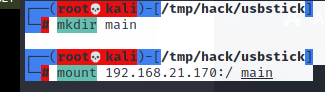 ┌──(root💀kali)-[/tmp/hack/usbstick]
└─# mkdir main
┌──(root💀kali)-[/tmp/hack/usbstick]
└─# mount 192.168.21.170:/ main